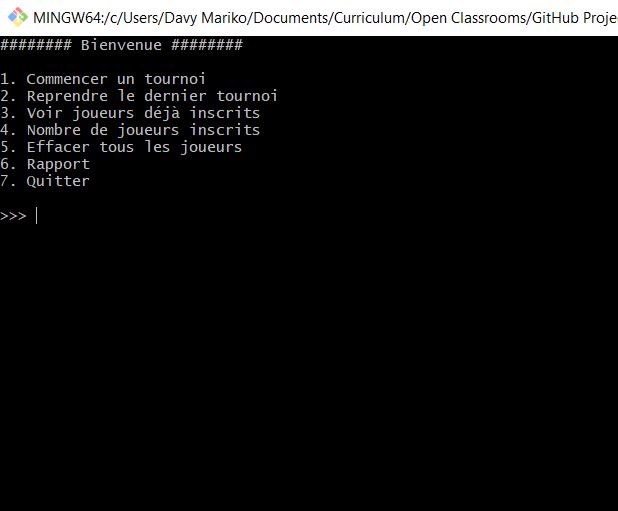 MINGW64:/c/Users/Davy Mariko/Documents/Curriculum/Open Classrooms/GitHub Proje
######## Bienvenue ########
1. Commencer un tournoi
2. Reprendre le dernier tournoi
3. Voir joueurs déjà inscrits
4. Nombre de joueurs inscrits
5. Effacer tous les joueurs
6. Rapport
7. Quitter
>>>